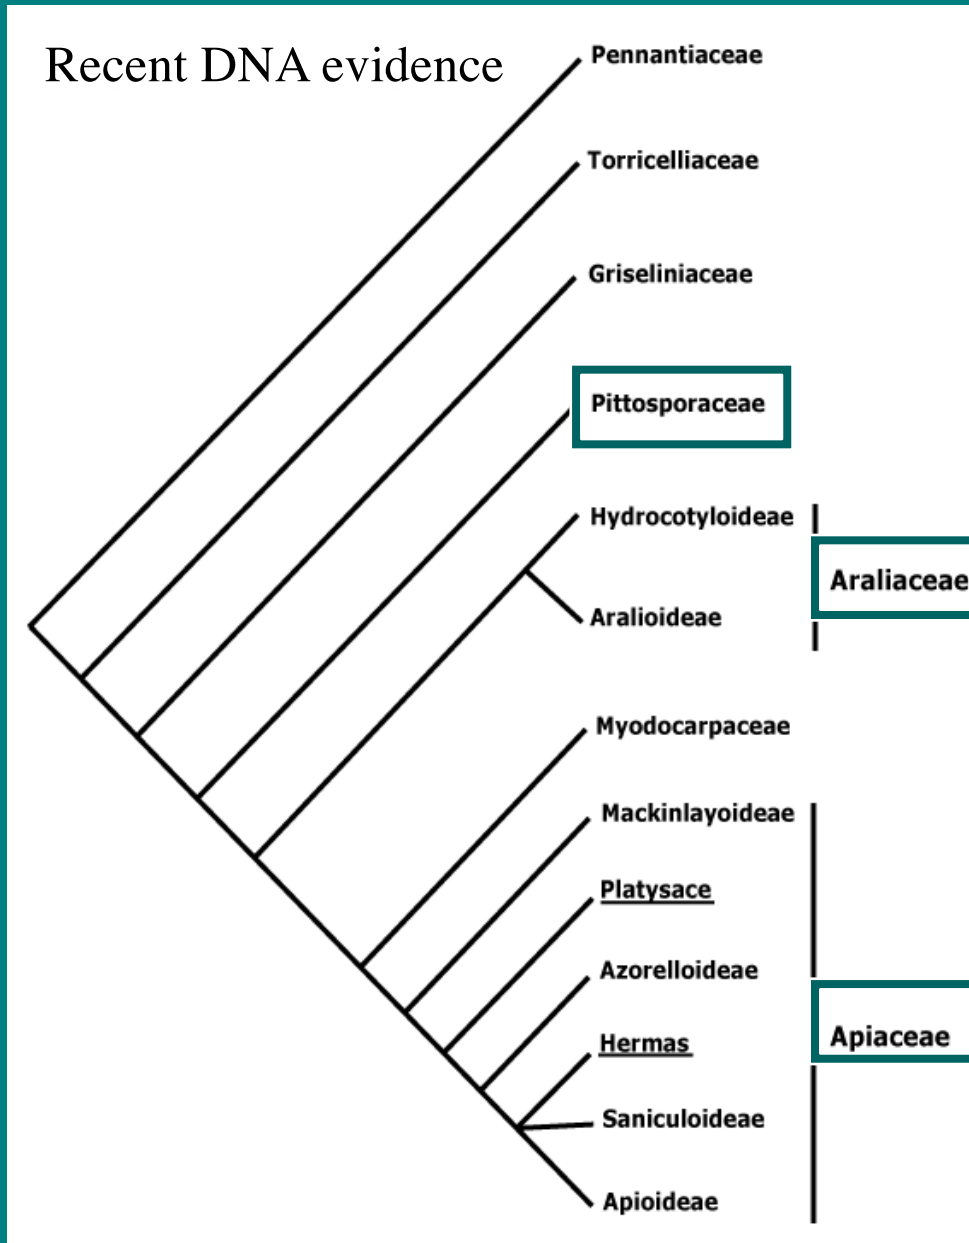 Recent DNA evidence
Pennantiaceae
Torricelliaceae
Griseliniaceae
Pittosporaceae
Hydrocotyloideae
Araliaceae
Aralioideae
Myodocarpaceae
Mackinlayoideae
Platysace
Azorelloideae
Apiaceae
Hermas
Saniculoideae
Apioideae